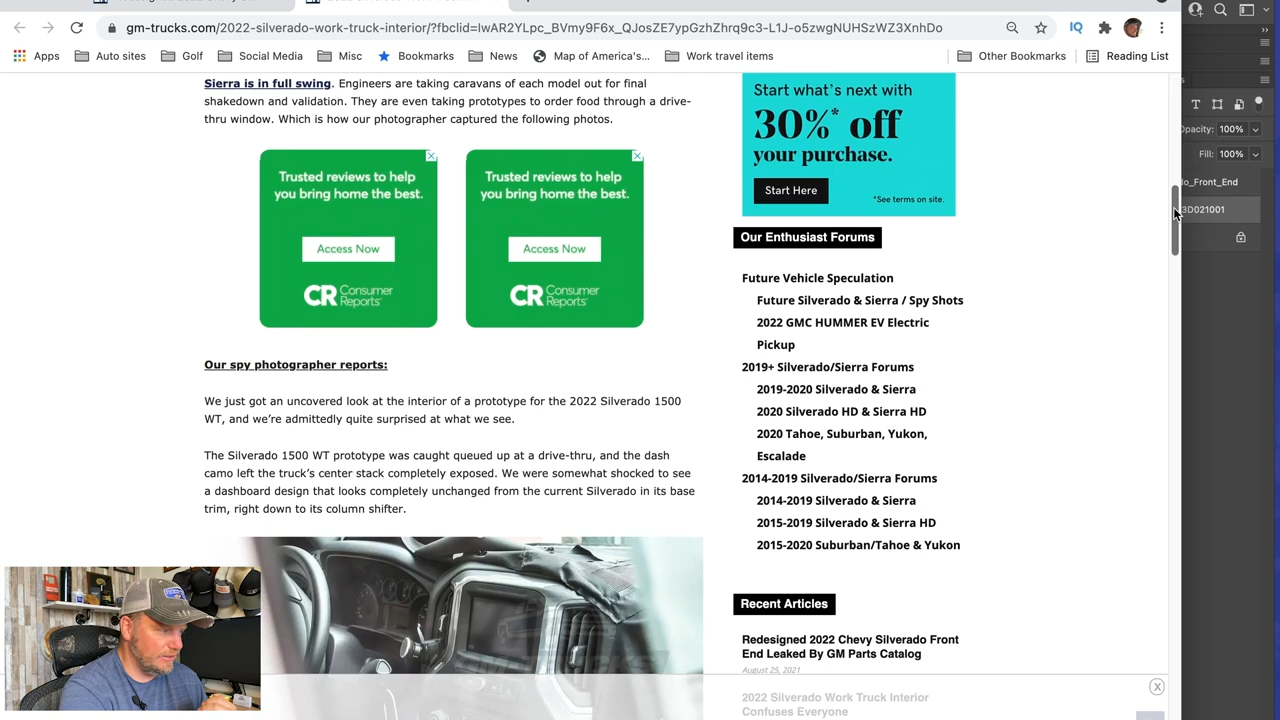 gm-trucks.com/2022-silverado-work-truck-interior/?fbclid=IwAR2YLpc_BVmy9F6x_QJosZE7ypGzhZhrq9c3-L1J-o5zwgNUHSzWZ3XnhDo
IQ
Apps
Auto sites
Golf
Social Media
Misc
Bookmarks
News
Map of America's...
Work travel items
Other Bookmarks
Reading List
Sierra is in full swing. Engineers are taking caravans of each model out for final
shakedown and validation. They are even taking prototypes to order food through a drive-
thru window. Which is how our photographer captured the following photos.
Trusted reviews to help
you bring home the best.
Access Now
CR Consumer
Reports
Trusted reviews to help
you bring home the best.
Access Now
CR Consumer
Reports
Our spy photographer reports:
We just got an uncovered look at the interior of a prototype for the 2022 Silverado 1500
WT, and we're admittedly quite surprised at what we see.
The Silverado 1500 WT prototype was caught queued up at a drive-thru, and the dash
camo left the truck's center stack completely exposed. We were somewhat shocked to see
a dashboard design that looks completely unchanged from the current Silverado in its base
trim, right down to its column shifter.
Start what's next with
30%* off
your purchase.
Start Here
*See terms on site.
Our Enthusiast Forums
Future Vehicle Speculation
Future Silverado & Sierra / Spy Shots
2022 GMC HUMMER EV Electric
Pickup
2019+ Silverado/Sierra Forums
2019-2020 Silverado & Sierra
2020 Silverado HD & Sierra HD
2020 Tahoe, Suburban, Yukon,
Escalade
2014-2019 Silverado/Sierra Forums
2014-2019 Silverado & Sierra
2015-2019 Silverado & Sierra HD
2015-2020 Suburban/Tahoe & Yukon
Recent Articles
Redesigned 2022 Chevy Silverado Front
End Leaked By GM Parts Catalog
August 25, 2021
2022 Silverado Work Truck Interior
Confuses Everyone
Opacity: 100%
Fill: 100%
do_Front_End
3D021001